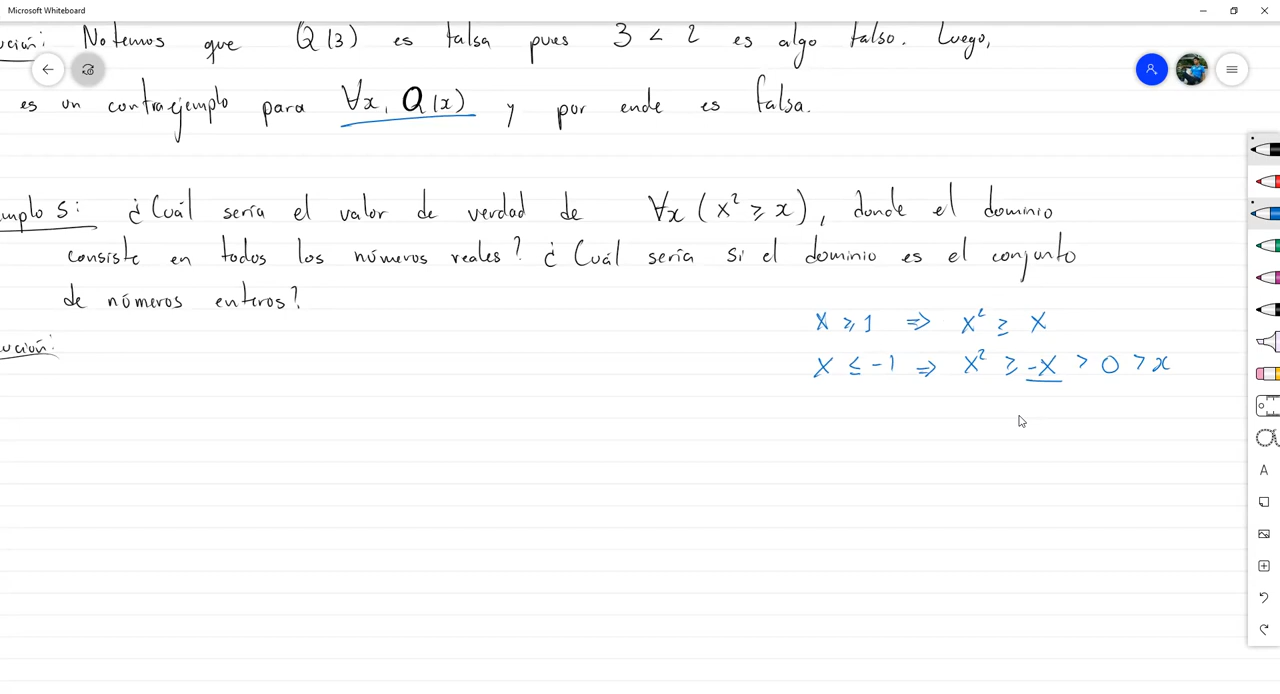 Microsoft Whiteboard
ución: Notemos que Q(3) es falsa pues 3 < 2 es algo falso. Luego,
es un contraejemplo para ∀x, Q(x) y por ende es falsa.
emplo 5: ¿Cuál sería el valor de verdad de ∀x (x² ≥ x), donde el dominio
consiste en todos los números reales? ¿Cuál sería si el dominio es el conjunto
de números enteros?
x ≥ 1 ⇒ x² ≥ x
ución:
x ≤ -1 ⇒ x² ≥ -x > 0 > x
A